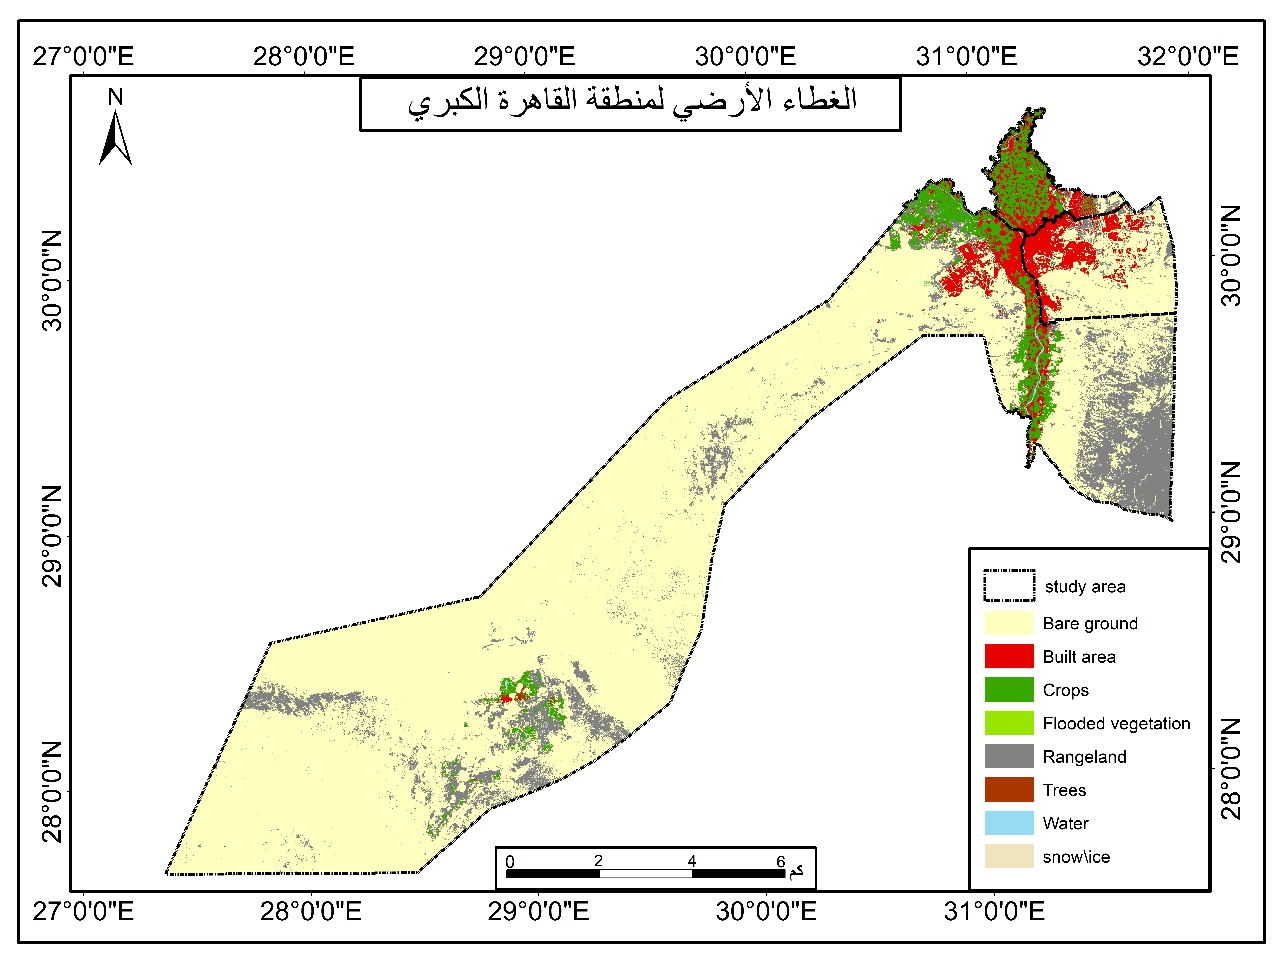 27°0'0"E 28°0'0"E 29°0'0"E 30°0'0"E 31°0'0"E 32°0'0"E
الغطاء الأرضي لمنطقة القاهرة الكبري
N
30°0'0"N
30°0'0"N
29°0'0"N
29°0'0"N
28°0'0"N
28°0'0"N
study area
Bare ground
Built area
Crops
Flooded vegetation
Rangeland
Trees
Water
snow\ice
0 2 4 6 كم
27°0'0"E 28°0'0"E 29°0'0"E 30°0'0"E 31°0'0"E